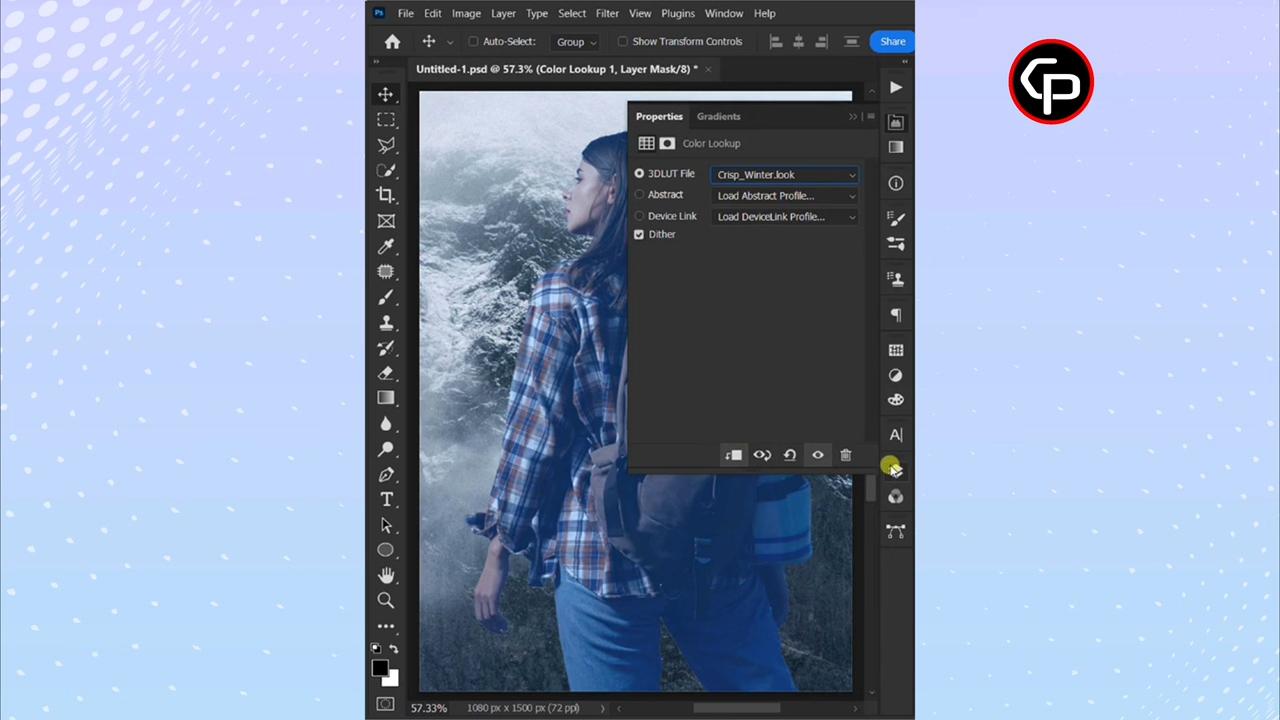 Ps File Edit Image Layer Type Select Filter View Plugins Window Help
Auto-Select: Group Show Transform Controls Share
Untitled-1.psd @ 57.3% (Color Lookup 1, Layer Mask/8) *
Properties Gradients
Color Lookup
3DLUT File Crisp_Winter.look
Abstract Load Abstract Profile...
Device Link Load DeviceLink Profile...
Dither
57.33% 1080 px x 1500 px (72 ppi)
CP